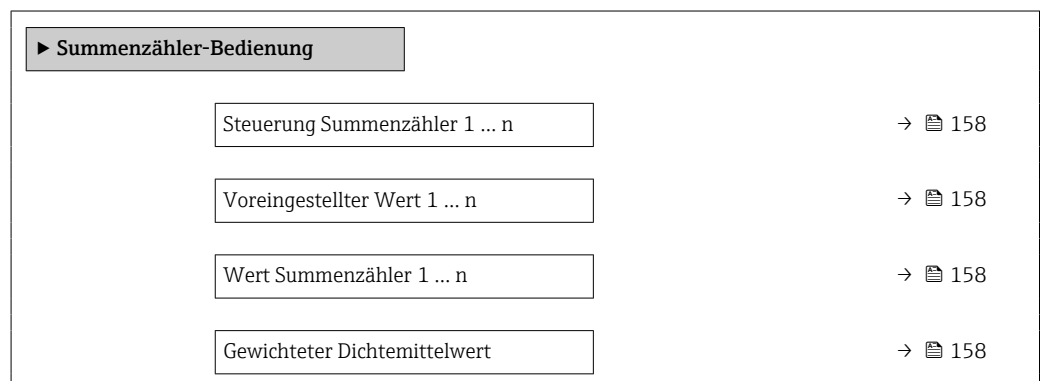 ▶ Summenzähler-Bedienung
Steuerung Summenzähler 1 … n → 158
Voreingestellter Wert 1 … n → 158
Wert Summenzähler 1 … n → 158
Gewichteter Dichtemittelwert → 158